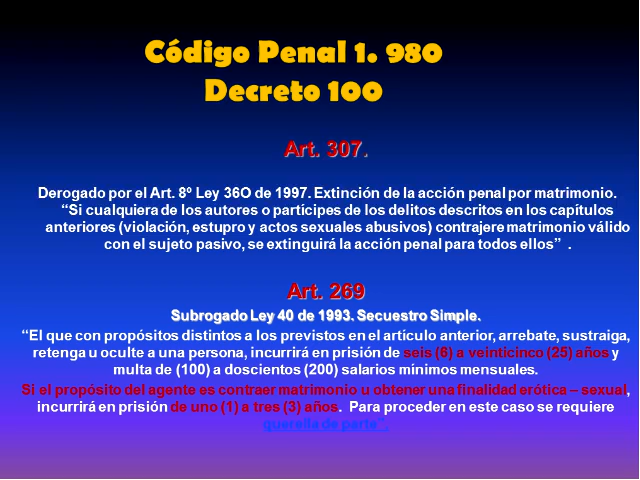 Código Penal 1. 980
Decreto 100
Art. 307.
Derogado por el Art. 8º Ley 36O de 1997. Extinción de la acción penal por matrimonio.
“Si cualquiera de los autores o partícipes de los delitos descritos en los capítulos
anteriores (violación, estupro y actos sexuales abusivos) contrajere matrimonio válido
con el sujeto pasivo, se extinguirá la acción penal para todos ellos” .
Art. 269
Subrogado Ley 40 de 1993. Secuestro Simple.
“El que con propósitos distintos a los previstos en el artículo anterior, arrebate, sustraiga,
retenga u oculte a una persona, incurrirá en prisión de seis (6) a veinticinco (25) años y
multa de (100) a doscientos (200) salarios mínimos mensuales.
Si el propósito del agente es contraer matrimonio u obtener una finalidad erótica – sexual,
incurrirá en prisión de uno (1) a tres (3) años. Para proceder en este caso se requiere
querella de parte”.